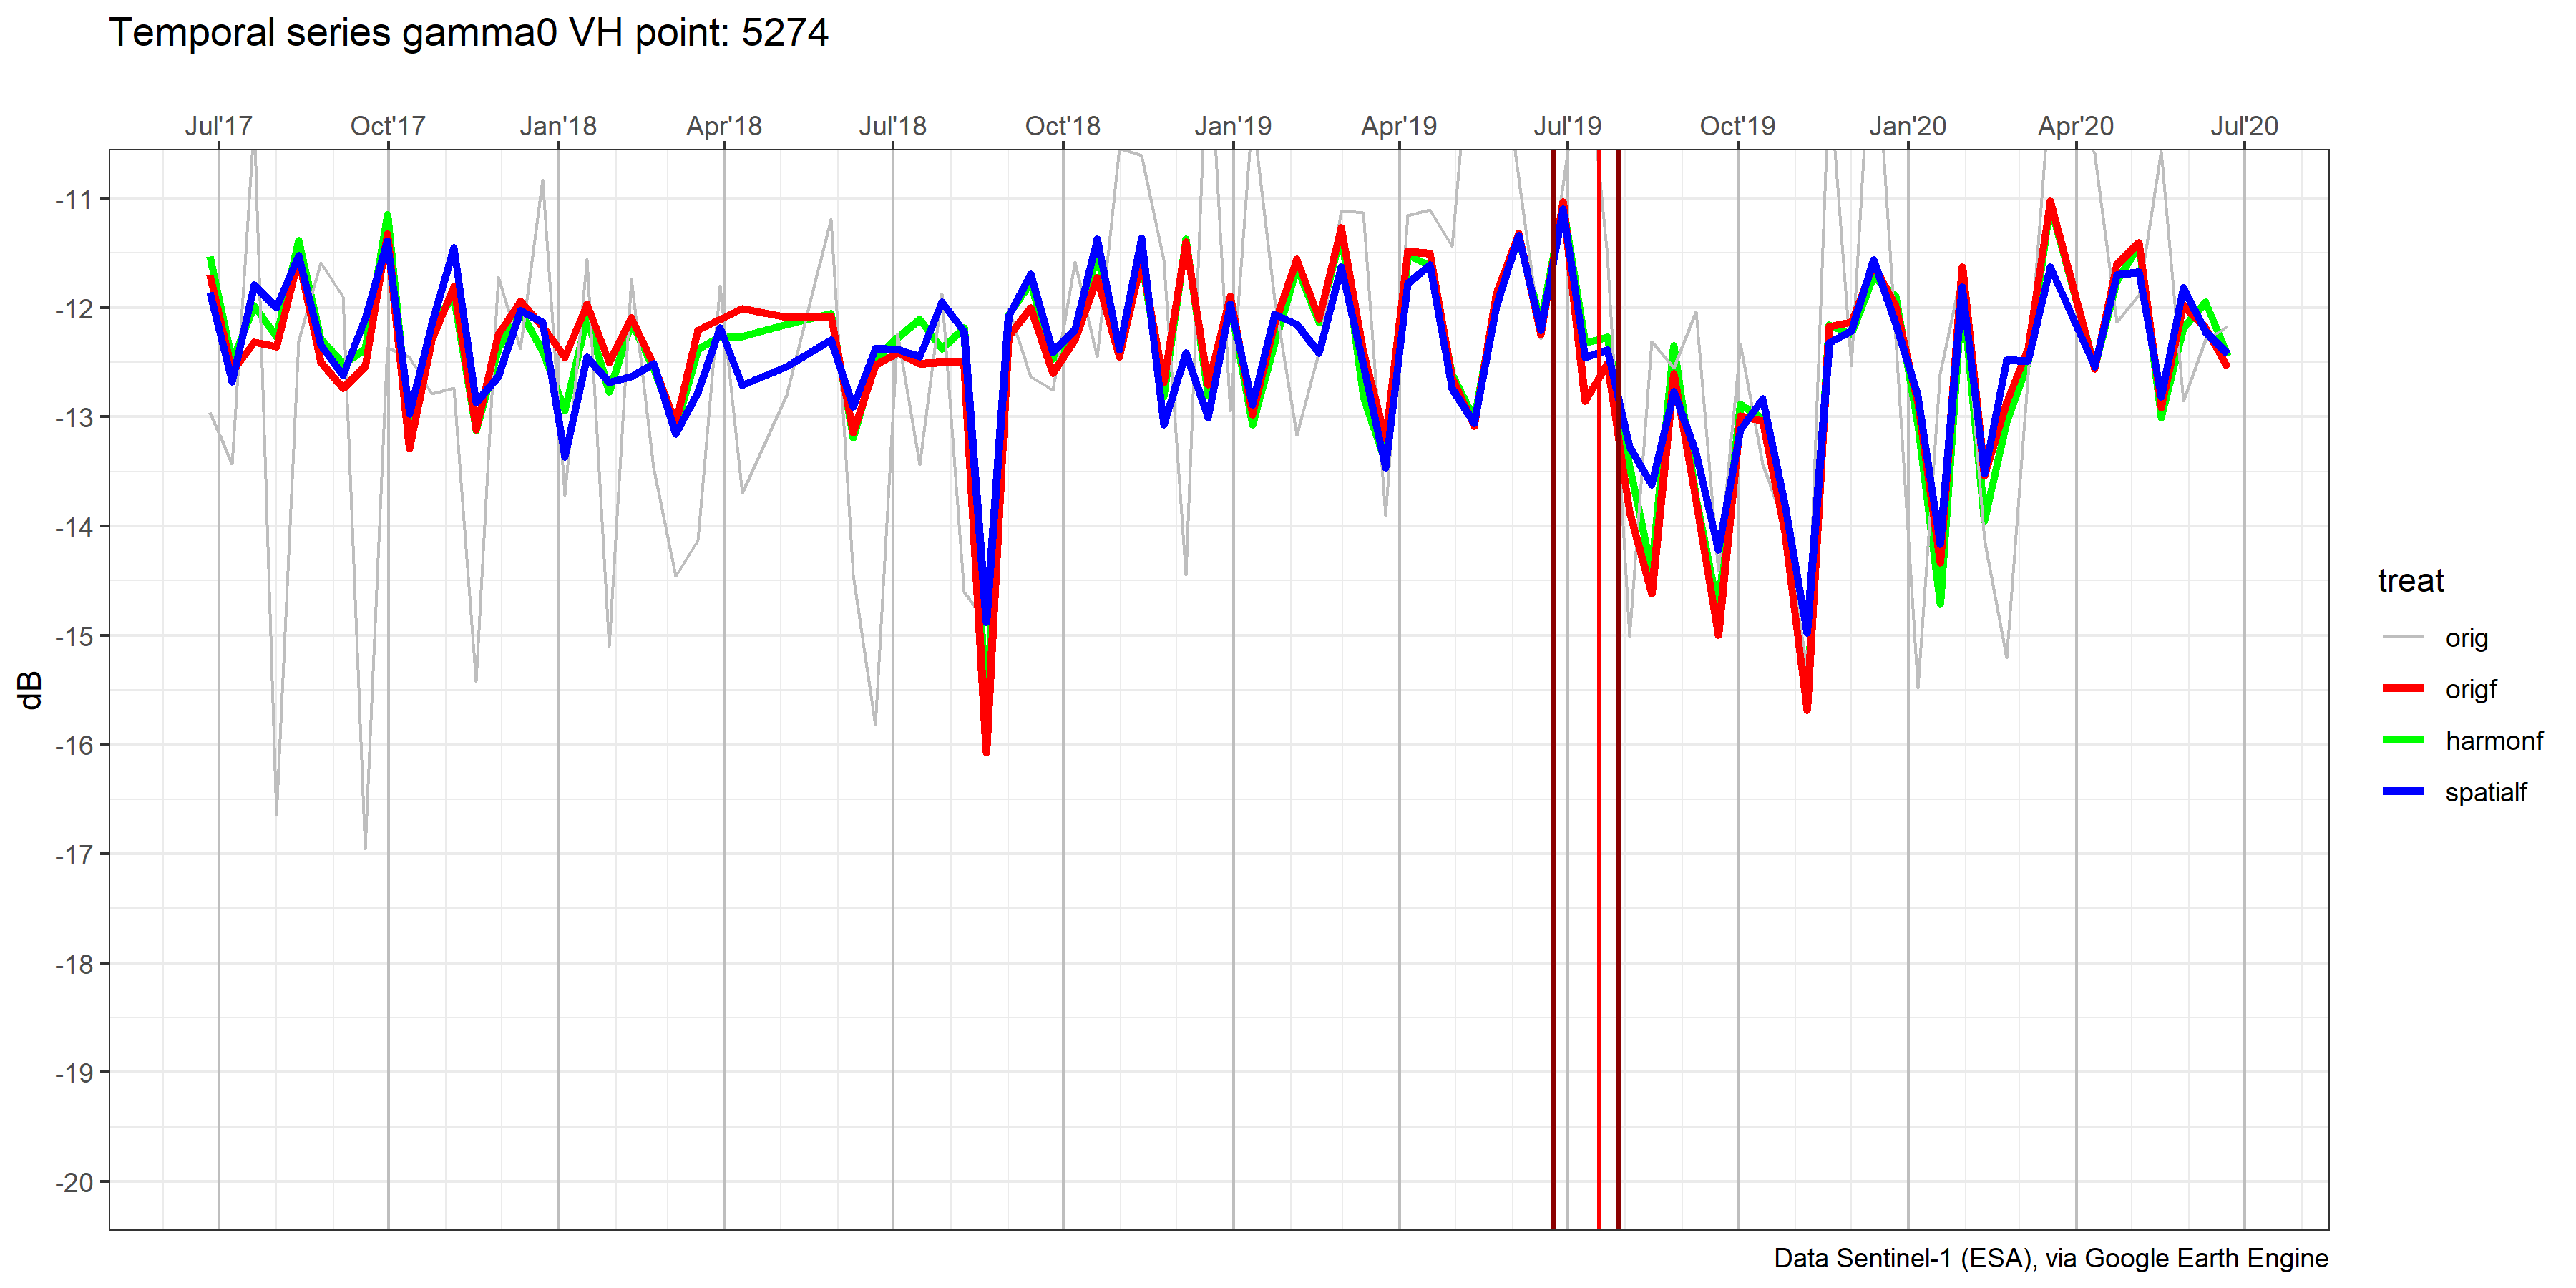 Temporal series gamma0 VH point: 5274
Jul'17 Oct'17 Jan'18 Apr'18 Jul'18 Oct'18 Jan'19 Apr'19 Jul'19 Oct'19 Jan'20 Apr'20 Jul'20
-11
-12
-13
-14
-15
-16
-17
-18
-19
-20
dB
treat
orig
origf
harmonf
spatialf
Data Sentinel-1 (ESA), via Google Earth Engine